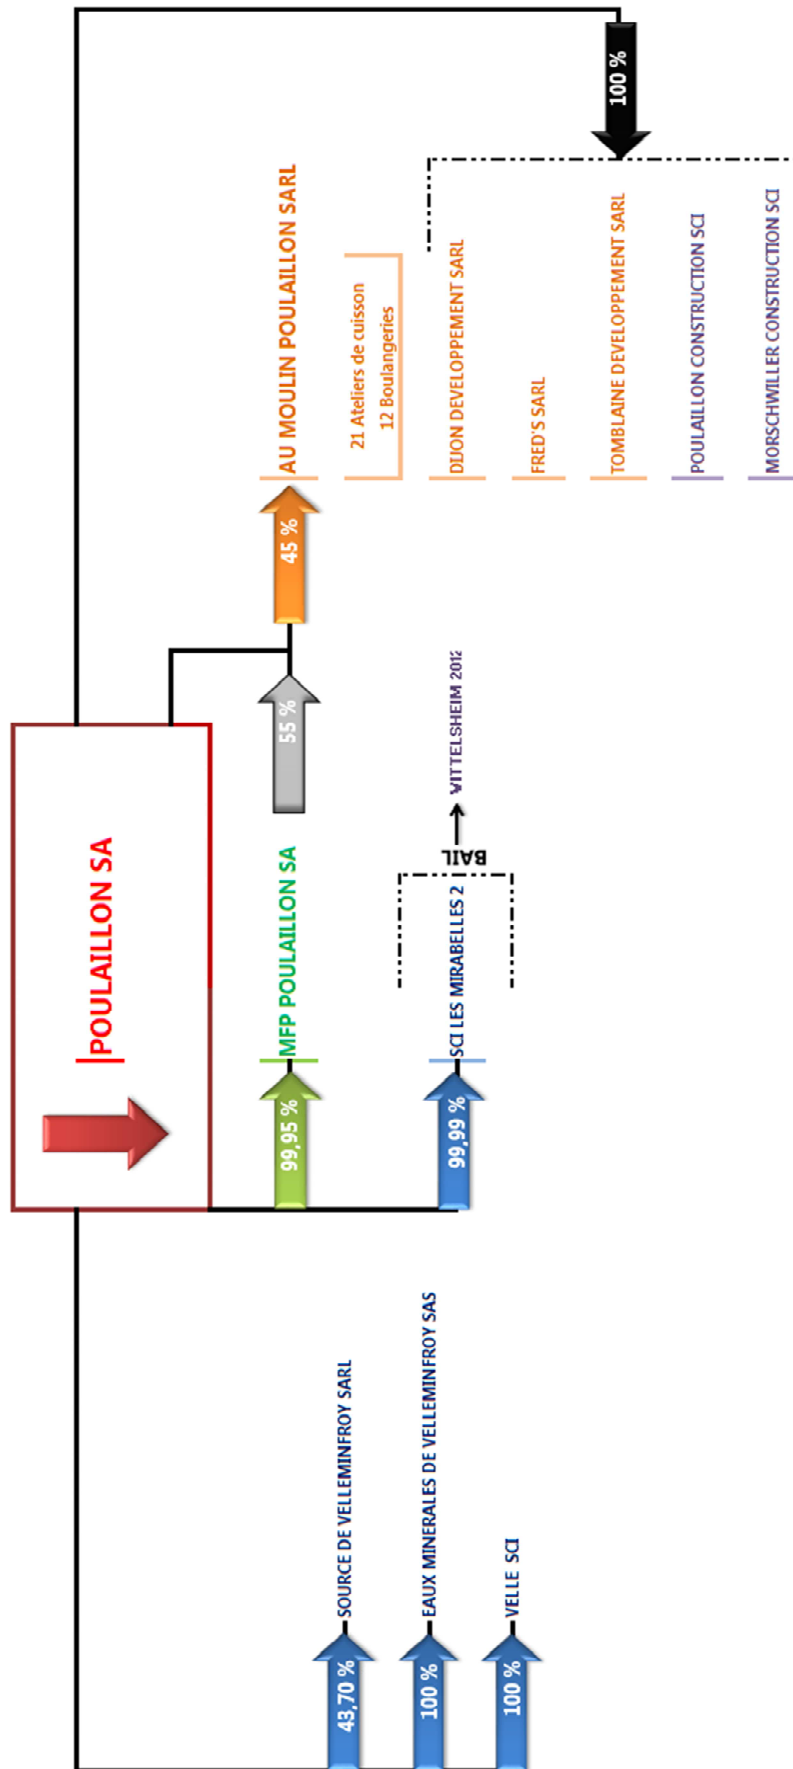 POULAILLON SA
43,70 %
SOURCE DE VELLEMINFROY SARL
100 %
EAUX MINERALES DE VELLEMINFROY SAS
100 %
VELLE SCI
99,95 %
MFP POULAILLON SA
99,99 %
SCI LES MIRABELLES 2
BAIL
WITTELSHEIM 2012
55 %
45 %
AU MOULIN POULAILLON SARL
21 Ateliers de cuisson
12 Boulangeries
DIJON DEVELOPPEMENT SARL
FRED'S SARL
TOMBLAINE DEVELOPPEMENT SARL
POULAILLON CONSTRUCTION SCI
MORSCHWILLER CONSTRUCTION SCI
100 %